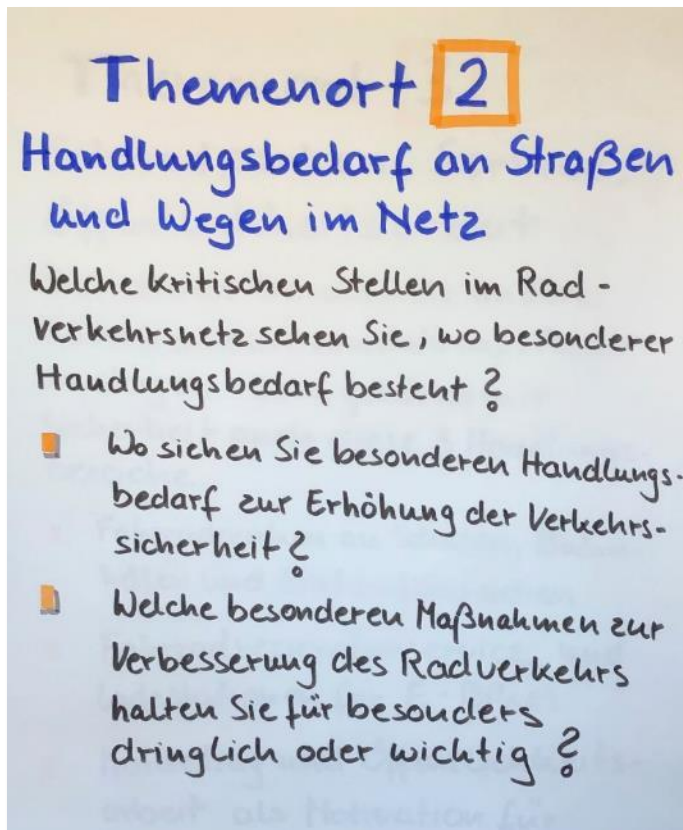 Themenort 2
Handlungsbedarf an Straßen
und Wegen im Netz
Welche kritischen Stellen im Rad-
verkehrsnetz sehen Sie, wo besonderer
Handlungsbedarf besteht?
Wo sichen Sie besonderen Handlungs-
bedarf zur Erhöhung der Verkehrs-
sicherheit?
Welche besonderen Maßnahmen zur
Verbesserung des Radverkehrs
halten Sie für besonders
dringlich oder wichtig?